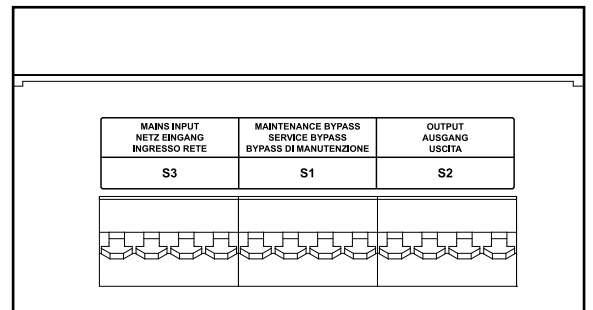 MAINS INPUT
NETZ EINGANG
INGRESSO RETE
MAINTENANCE BYPASS
SERVICE BYPASS
BYPASS DI MANUTENZIONE
OUTPUT
AUSGANG
USCITA
S3
S1
S2